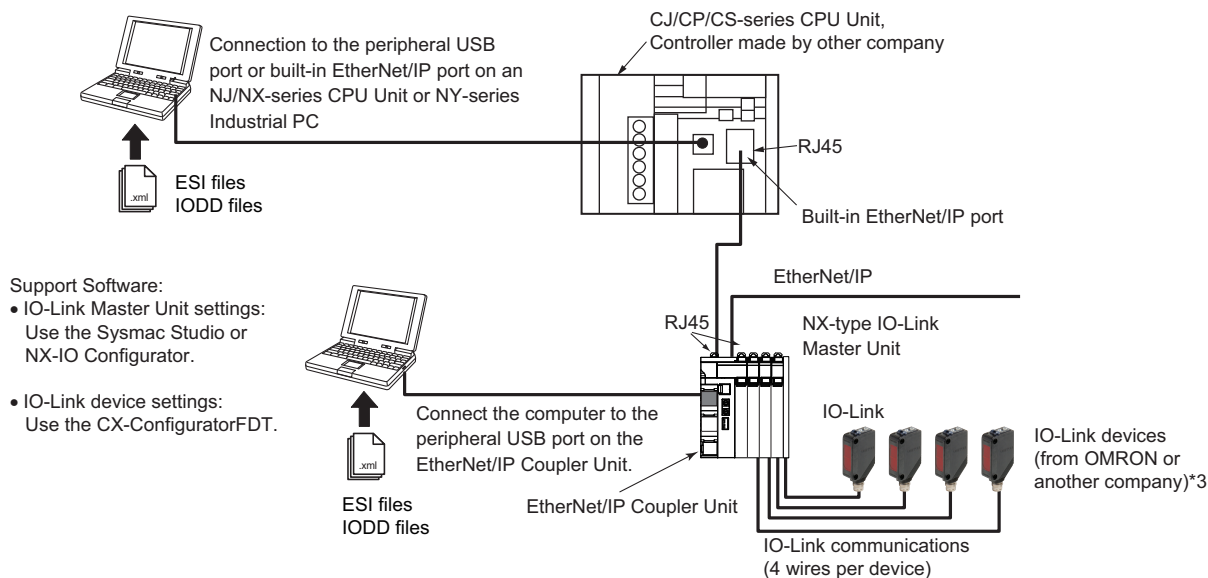 CJ/CP/CS-series CPU Unit,
Controller made by other company
Connection to the peripheral USB
port or built-in EtherNet/IP port on an
NJ/NX-series CPU Unit or NY-series
Industrial PC
RJ45
.xml
ESI files
IODD files
Built-in EtherNet/IP port
Support Software:
• IO-Link Master Unit settings:
Use the Sysmac Studio or
NX-IO Configurator.
• IO-Link device settings:
Use the CX-ConfiguratorFDT.
EtherNet/IP
RJ45
NX-type IO-Link
Master Unit
Connect the computer to the
peripheral USB port on the
EtherNet/IP Coupler Unit.
IO-Link
IO-Link devices
(from OMRON or
another company)*3
.xml
ESI files
IODD files
EtherNet/IP Coupler Unit
IO-Link communications
(4 wires per device)